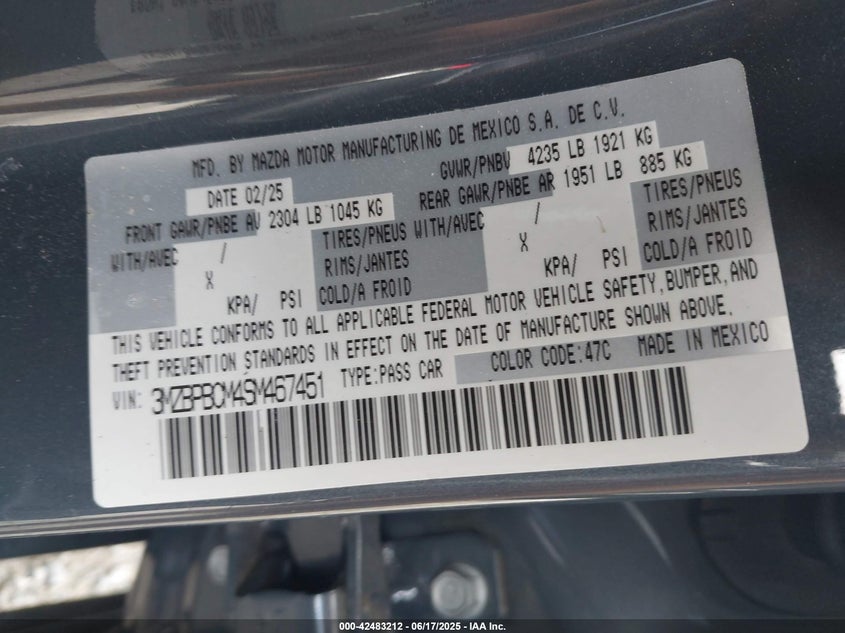 MFD. BY MAZDA MOTOR MANUFACTURING DE MEXICO S.A. DE C.V.
DATE 02/25 GVWR/PNBV 4235 LB 1921 KG
FRONT GAWR/PNBE AV 2304 LB 1045 KG REAR GAWR/PNBE AR 1951 LB 885 KG
WITH/AVEC / TIRES/PNEUS WITH/AVEC / TIRES/PNEUS
X RIMS/JANTES X RIMS/JANTES
KPA/ PSI COLD/A FROID KPA/ PSI COLD/A FROID
THIS VEHICLE CONFORMS TO ALL APPLICABLE FEDERAL MOTOR VEHICLE SAFETY,BUMPER,AND
THEFT PREVENTION STANDARDS IN EFFECT ON THE DATE OF MANUFACTURE SHOWN ABOVE.
VIN: 3MZBPBCM4SM467451 TYPE:PASS CAR COLOR CODE:47C MADE IN MEXICO
000-42483212 - 06/17/2025 - IAA Inc.